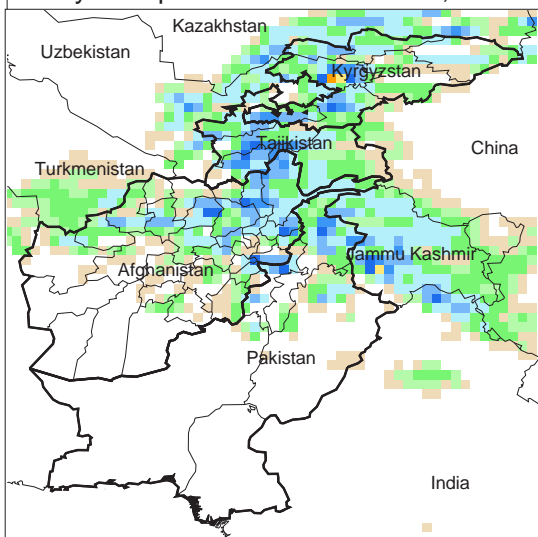 Kazakhstan
Uzbekistan
Kyrgyzstan
Tajikistan
China
Turkmenistan
Jammu Kashmir
Afghanistan
Pakistan
India